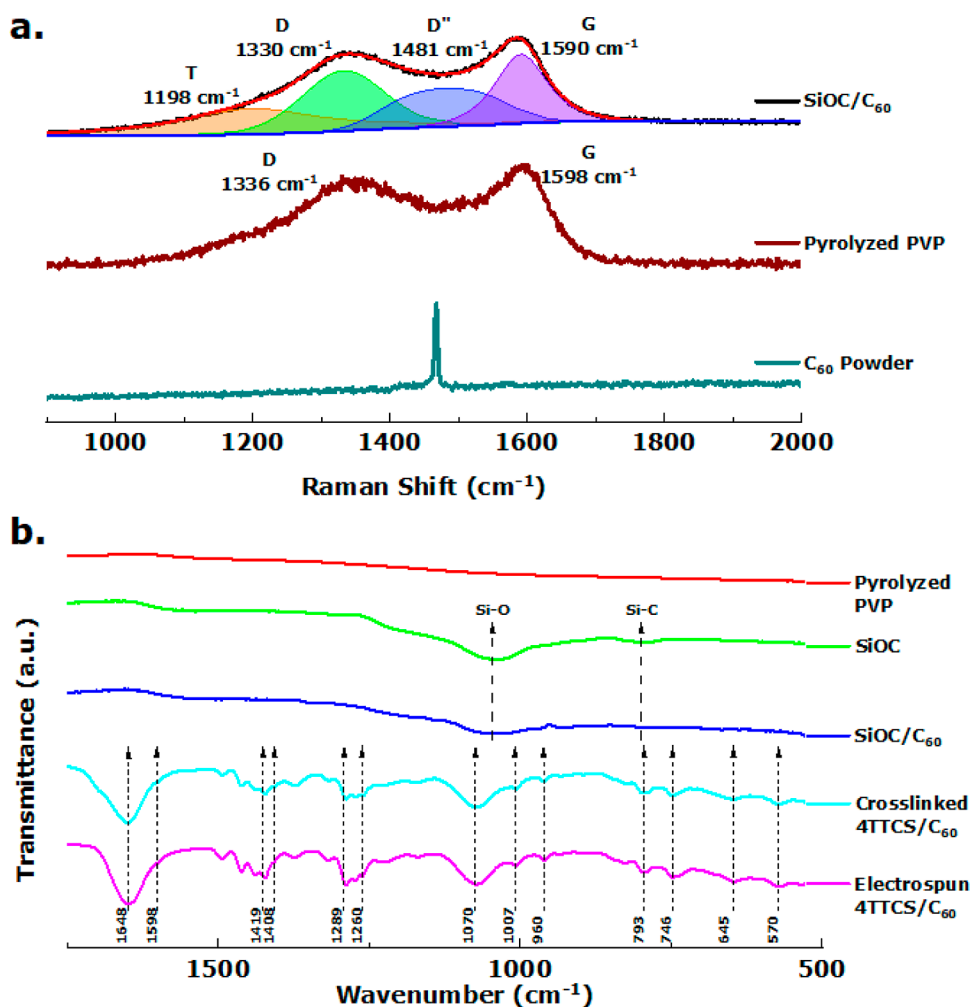 a.
D
1330 cm⁻¹
D"
1481 cm⁻¹
G
1590 cm⁻¹
T
1198 cm⁻¹
SiOC/C₆₀
D
1336 cm⁻¹
G
1598 cm⁻¹
Pyrolyzed PVP
C₆₀ Powder
1000 1200 1400 1600 1800 2000
Raman Shift (cm⁻¹)
b.
Transmittance (a.u.)
Pyrolyzed
PVP
Si-O
Si-C
SiOC
SiOC/C₆₀
Crosslinked
4TTCS/C₆₀
Electrospun
4TTCS/C₆₀
1648 1598 1419 1408 1289 1260 1070 1007 960 793 746 645 570
1500 1000 500
Wavenumber (cm⁻¹)